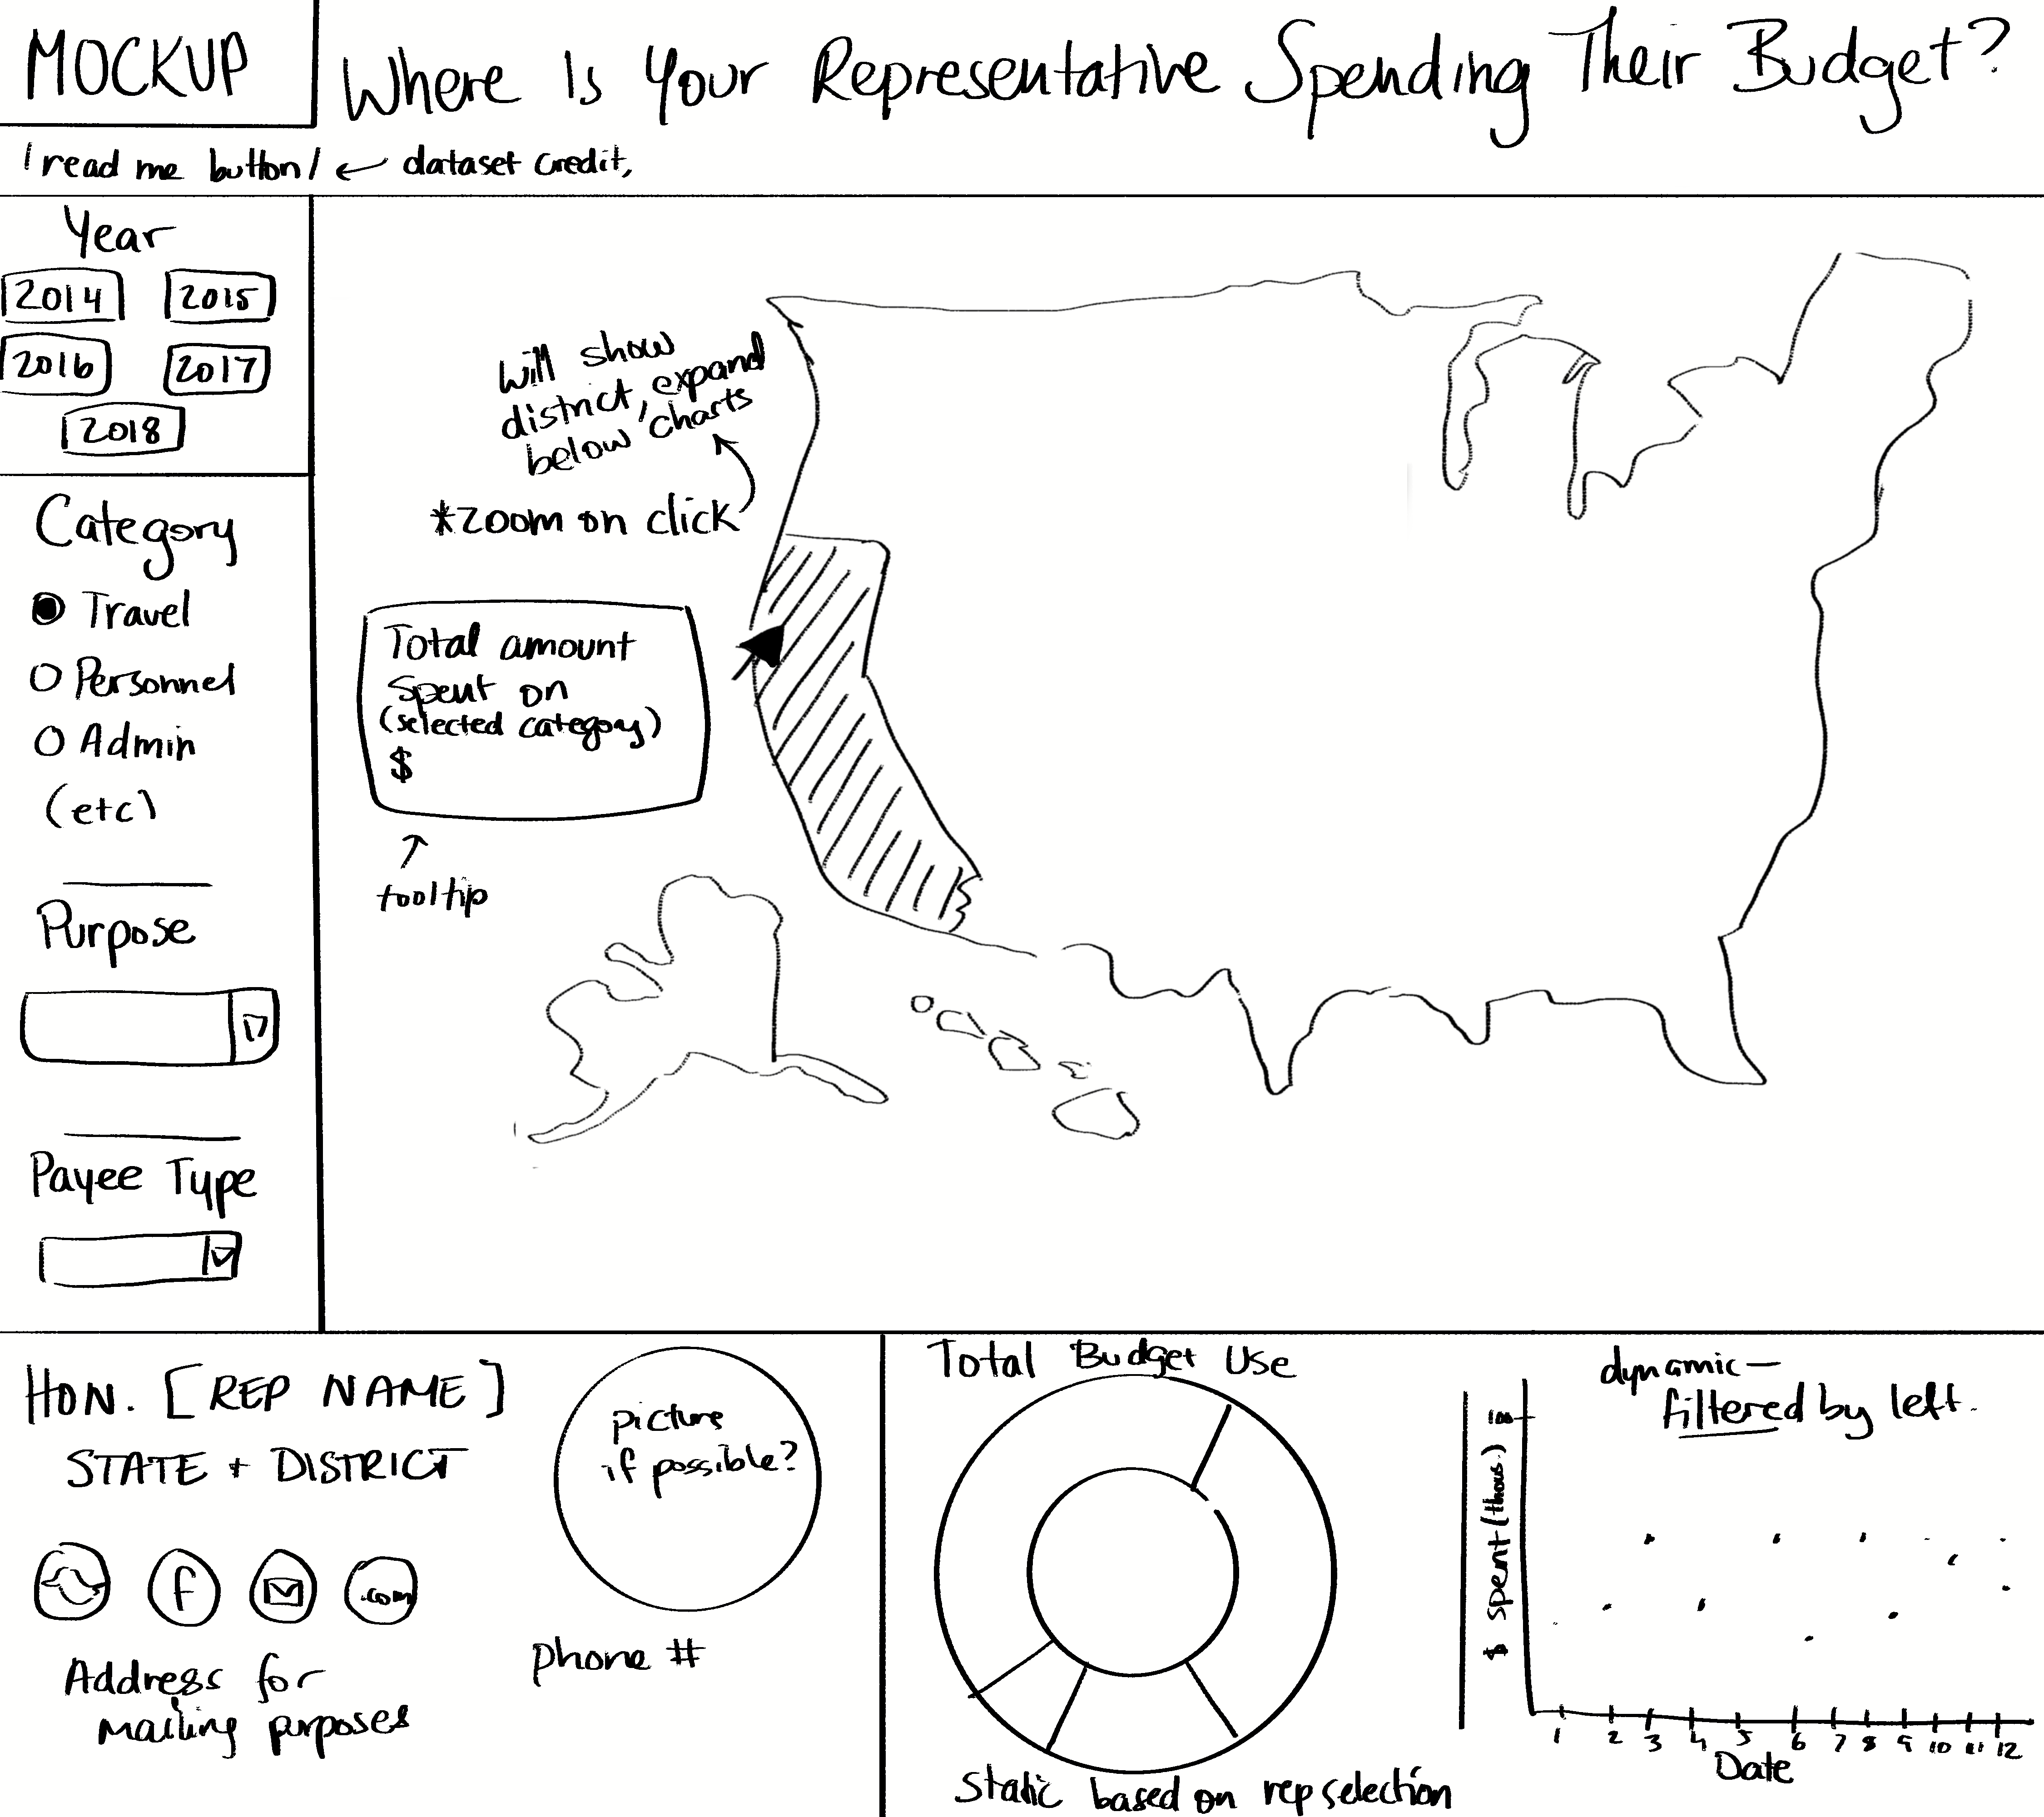 MOCKUP
Where Is Your Representative Spending Their Budget?
| read me button | ← dataset credit,
Year
2014 2015
2016 2017
2018
Category
Travel
Personnel
Admin
(etc)
Purpose
Payee Type
will show
district, expand
below charts
*zoom on click
Total amount
Spent on
(selected category)
$
↑
tooltip
HON. [REP NAME]
STATE + DISTRICT
picture
if possible?
f
.com
Address for
mailing purposes
phone #
Total Budget Use
Static based on rep selection
dynamic—
filtered by left.
100
$ spent (thous.)
1 2 3 4 5 6 7 8 9 10 11 12
Date